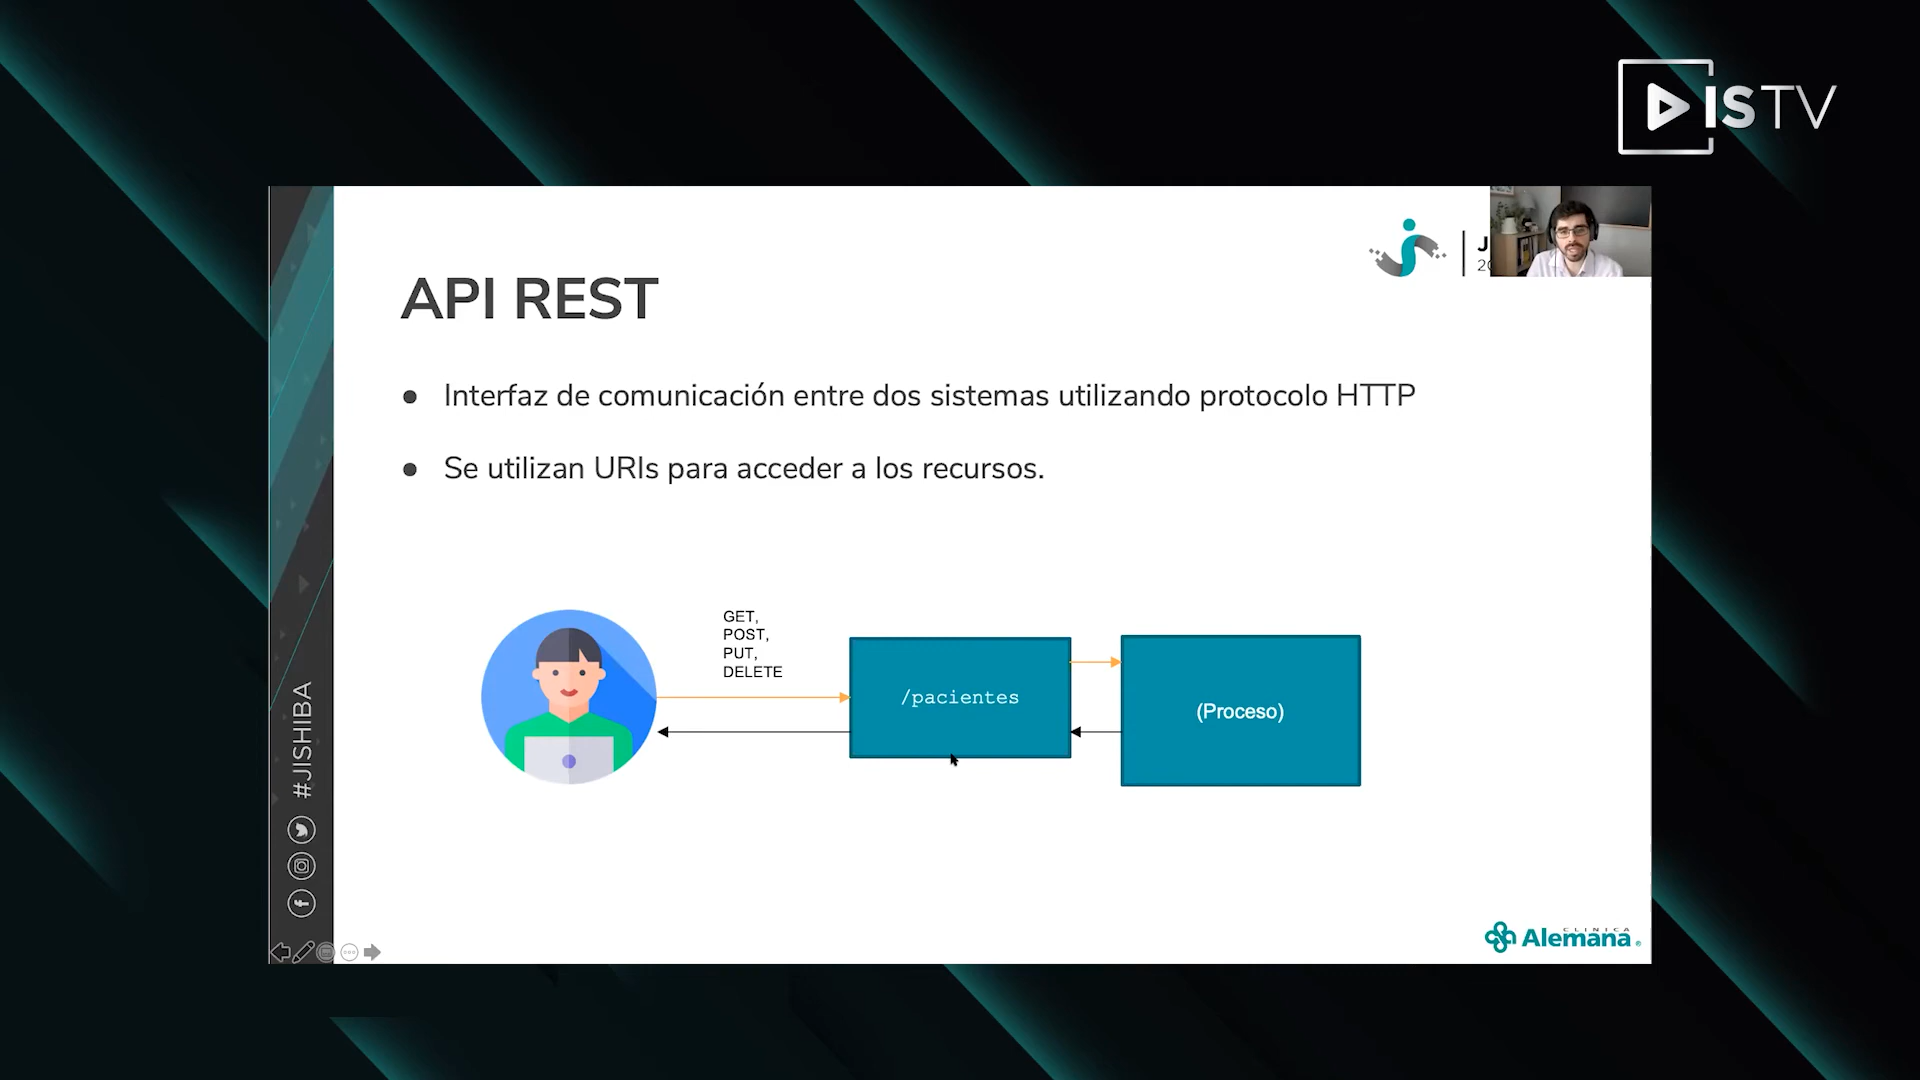 ISTV
API REST
● Interfaz de comunicación entre dos sistemas utilizando protocolo HTTP
● Se utilizan URIs para acceder a los recursos.
GET,
POST,
PUT,
DELETE
/pacientes
(Proceso)
#JISHIBA
CLINICA
Alemana